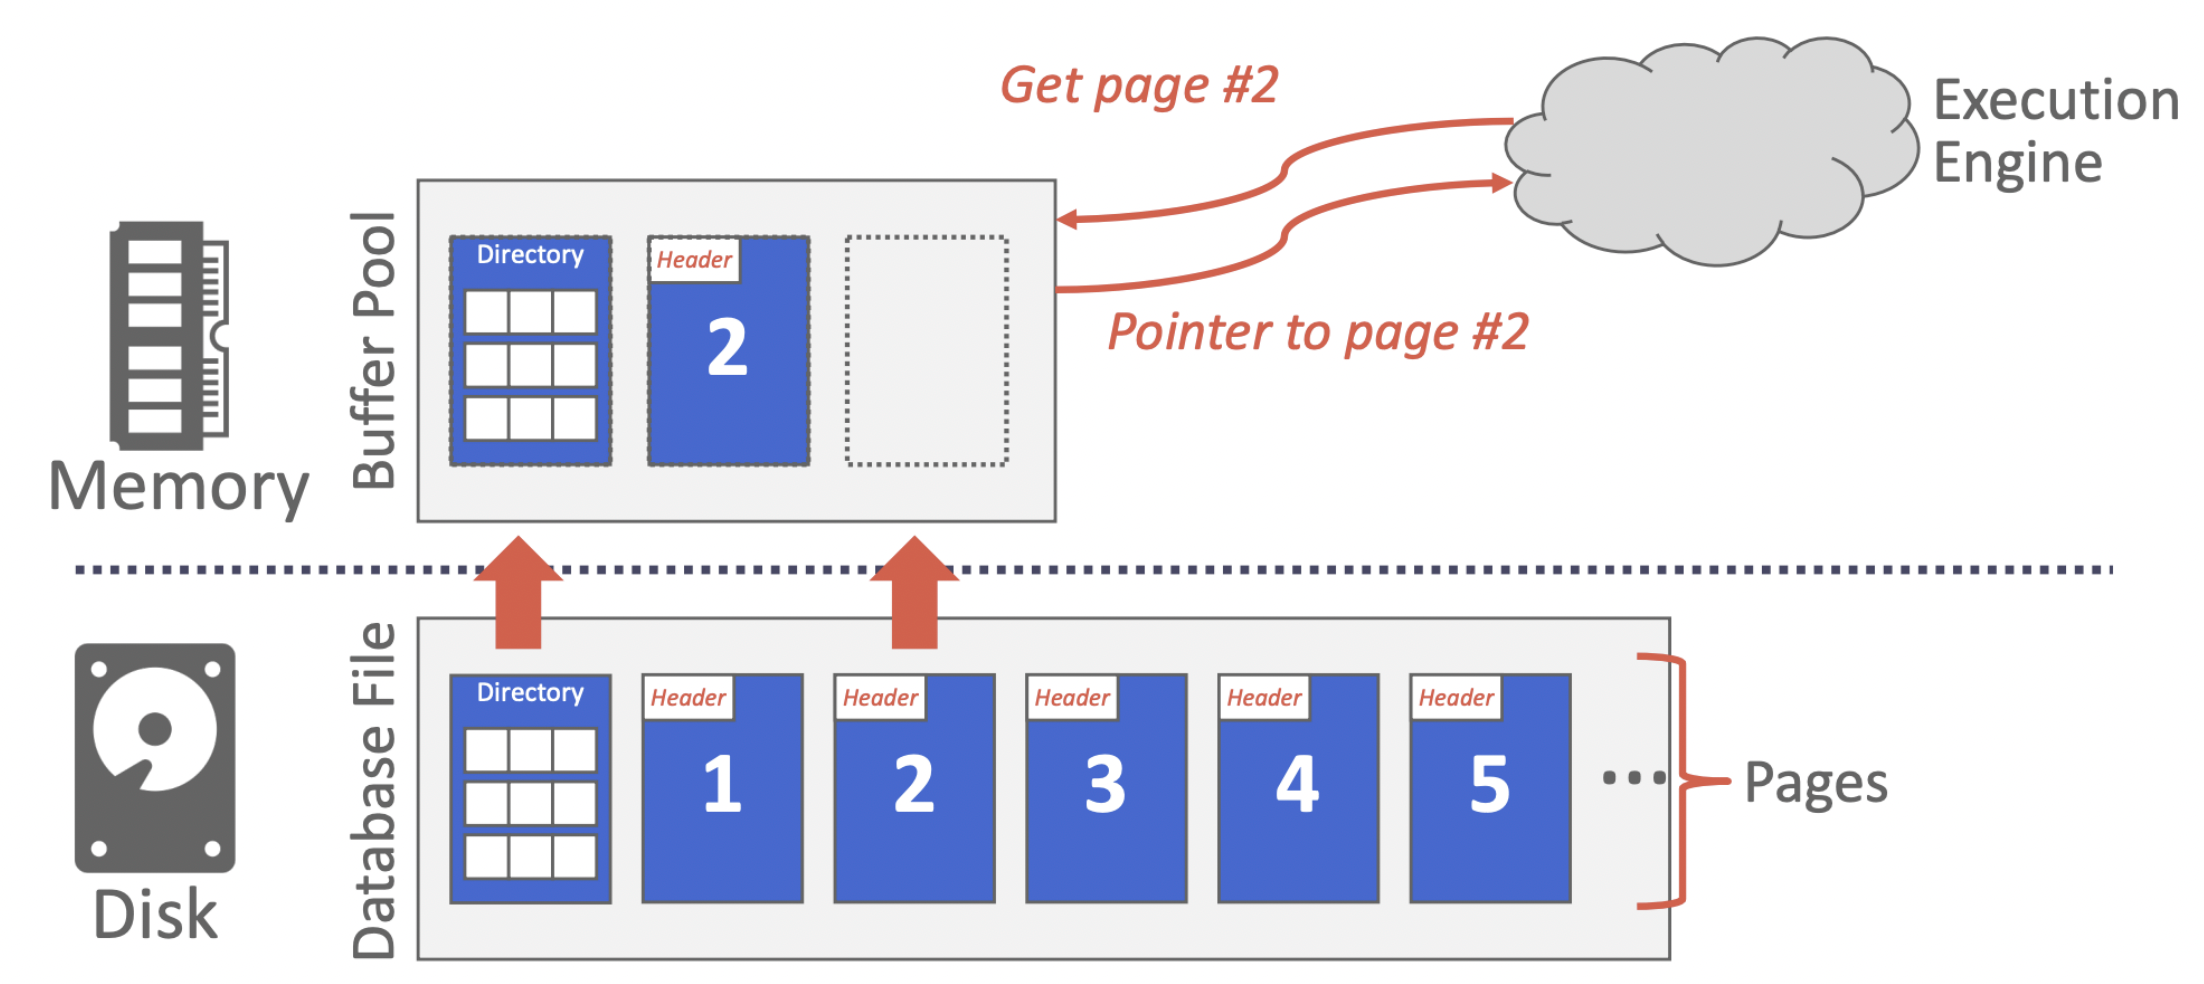 Get page #2
Execution
Engine
Buffer Pool
Directory
Header
2
Pointer to page #2
Memory
Database File
Directory
Header
1
Header
2
Header
3
Header
4
Header
5
...
Pages
Disk